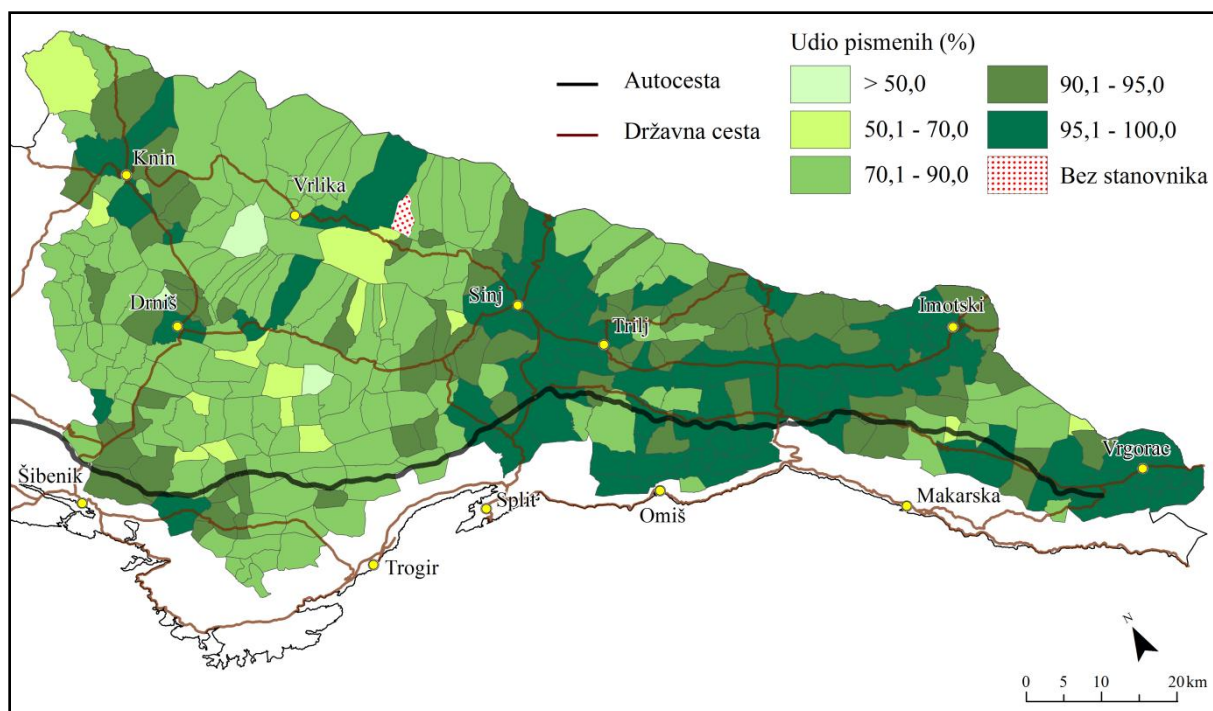 Udio pismenih (%)
Autocesta
Državna cesta
> 50,0
50,1 - 70,0
70,1 - 90,0
90,1 - 95,0
95,1 - 100,0
Bez stanovnika
Knin
Vrlika
Drniš
Sinj
Trilj
Imotski
Vrgorac
Šibenik
Split
Omiš
Makarska
Trogir
N
0 5 10 20 km